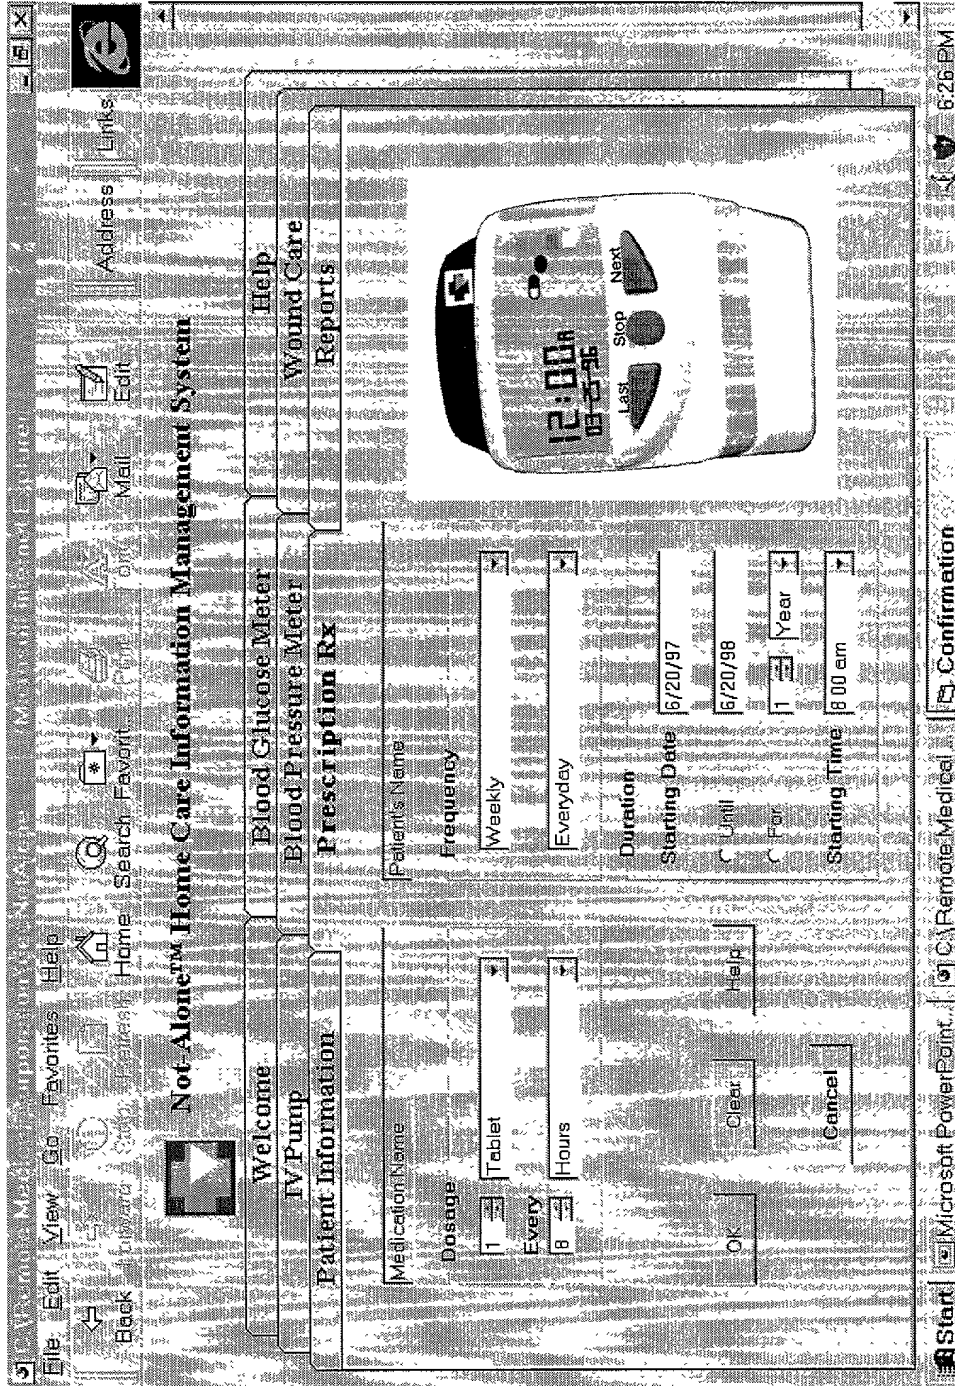 File Edit View Go Favorites Help
Back Forward Home Search Favorit Print Font Mail Edit Address Links
Not-Alone™ Home Care Information Management System
Welcome Blood Glucose Meter Help
IV Pump Blood Pressure Meter Wound Care
Patient Information Prescription Rx Reports
Medication Name Patient's Name
Dosage Frequency
1 Tablet Weekly
Every
8 Hours Everyday
Duration
Starting Date 6/20/97
Until 6/20/98
For 1 Year
Starting Time 8:00 am
OK Clear Help
Cancel
12:00A
03-25-96
Last Stop Next
Start Microsoft PowerPoint... C:\Remote Medical ... Confirmation 6:26 PM